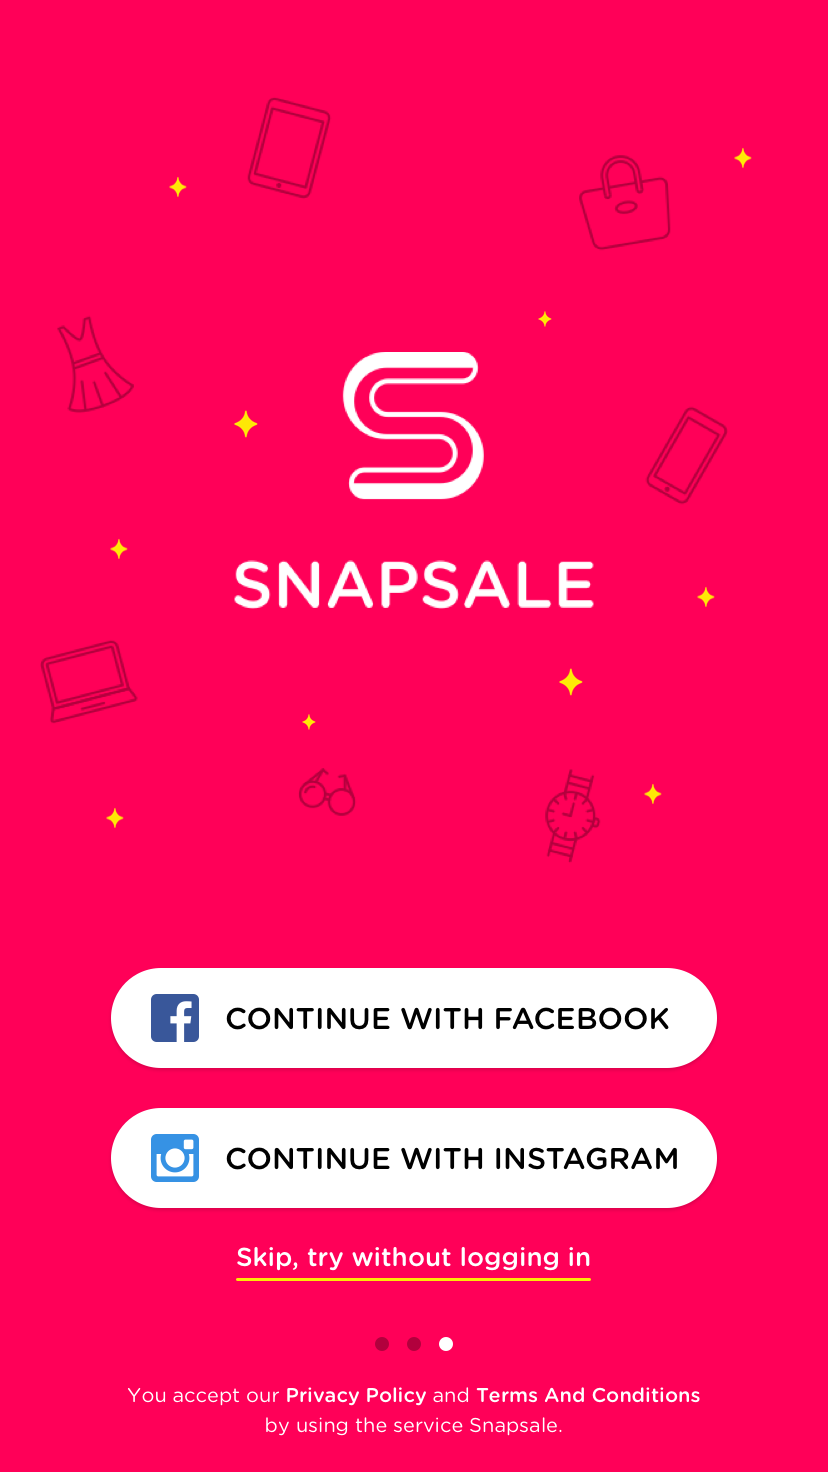 SNAPSALE
CONTINUE WITH FACEBOOK
CONTINUE WITH INSTAGRAM
Skip, try without logging in
You accept our Privacy Policy and Terms And Conditions
by using the service Snapsale.